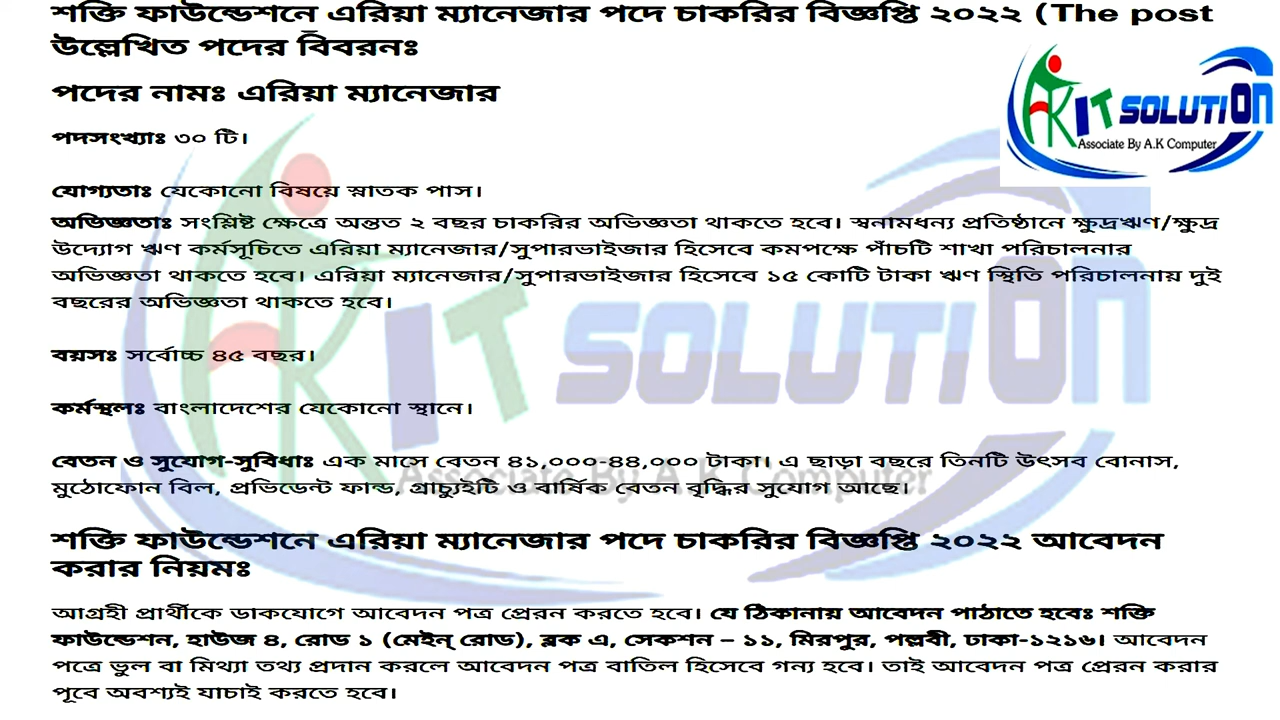 শক্তি ফাউন্ডেশনে এরিয়া ম্যানেজার পদে চাকরির বিজ্ঞপ্তি ২০২২ (The post
উল্লেখিত পদের বিবরনঃ
পদের নামঃ এরিয়া ম্যানেজার
পদসংখ্যাঃ ৩০ টি।
যোগ্যতাঃ যেকোনো বিষয়ে স্নাতক পাস।
অভিজ্ঞতাঃ সংশ্লিষ্ট ক্ষেত্রে অন্তত ২ বছর চাকরির অভিজ্ঞতা থাকতে হবে। স্বনামধন্য প্রতিষ্ঠানে ক্ষুদ্রঋণ/ক্ষুদ্র
উদ্যোগ ঋণ কর্মসূচিতে এরিয়া ম্যানেজার/সুপারভাইজার হিসেবে কমপক্ষে পাঁচটি শাখা পরিচালনার
অভিজ্ঞতা থাকতে হবে। এরিয়া ম্যানেজার/সুপারভাইজার হিসেবে ১৫ কোটি টাকা ঋণ স্থিতি পরিচালনায় দুই
বছরের অভিজ্ঞতা থাকতে হবে।
বয়সঃ সর্বোচ্চ ৪৫ বছর।
কর্মস্থলঃ বাংলাদেশের যেকোনো স্থানে।
বেতন ও সুযোগ-সুবিধাঃ এক মাসে বেতন ৪১,০০০-৪৪,০০০ টাকা। এ ছাড়া বছরে তিনটি উৎসব বোনাস,
মুঠোফোন বিল, প্রভিডেন্ট ফান্ড, গ্র্যাচুইটি ও বার্ষিক বেতন বৃদ্ধির সুযোগ আছে।
শক্তি ফাউন্ডেশনে এরিয়া ম্যানেজার পদে চাকরির বিজ্ঞপ্তি ২০২২ আবেদন
করার নিয়মঃ
আগ্রহী প্রার্থীকে ডাকযোগে আবেদন পত্র প্রেরন করতে হবে। যে ঠিকানায় আবেদন পাঠাতে হবেঃ শক্তি
ফাউন্ডেশন, হাউজ ৪, রোড ১ (মেইন্ রোড), ব্লক এ, সেকশন – ১১, মিরপুর, পল্লবী, ঢাকা-১২১৬। আবেদন
পত্রে ভুল বা মিথ্যা তথ্য প্রদান করলে আবেদন পত্র বাতিল হিসেবে গন্য হবে। তাই আবেদন পত্র প্রেরন করার
পূবে অবশ্যই যাচাই করতে হবে।
AK IT SOLUTION
Associate By A.K Computer
AK IT SOLUTION
Associate By A.K Computer